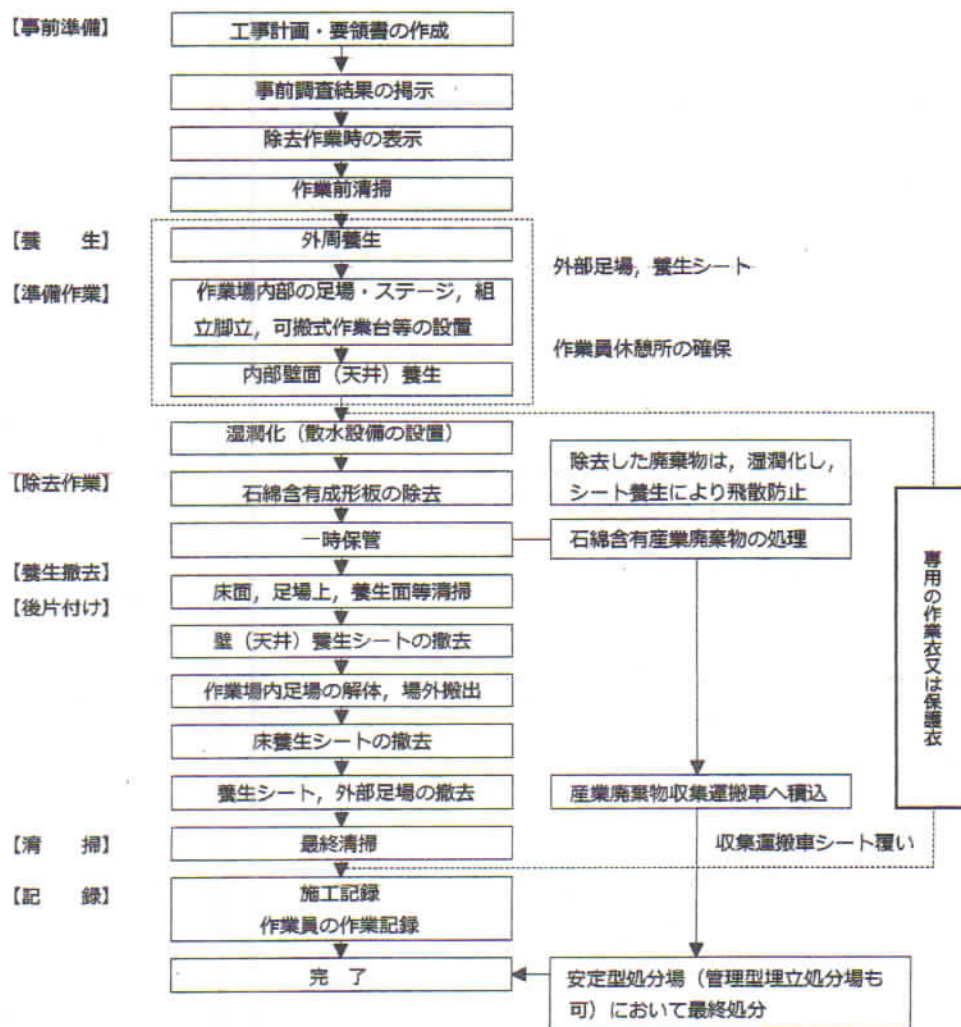 【事前準備】
工事計画・要領書の作成
事前調査結果の掲示
除去作業時の表示
作業前清掃
【養　　生】
外周養生
外部足場，養生シート
【準備作業】
作業場内部の足場・ステージ，組
立脚立，可搬式作業台等の設置
作業員休憩所の確保
内部壁面（天井）養生
湿潤化（散水設備の設置）
除去した廃棄物は，湿潤化し，
シート養生により飛散防止
【除去作業】
石綿含有成形板の除去
一時保管
石綿含有産業廃棄物の処理
専用の作業衣又は保護衣
【養生撤去】
【後片付け】
床面，足場上，養生面等清掃
壁（天井）養生シートの撤去
作業場内足場の解体，場外搬出
床養生シートの撤去
養生シート，外部足場の撤去
産業廃棄物収集運搬車へ積込
【清　　掃】
最終清掃
収集運搬車シート覆い
【記　　録】
施工記録
作業員の作業記録
完　了
安定型処分場（管理型埋立処分場も
可）において最終処分